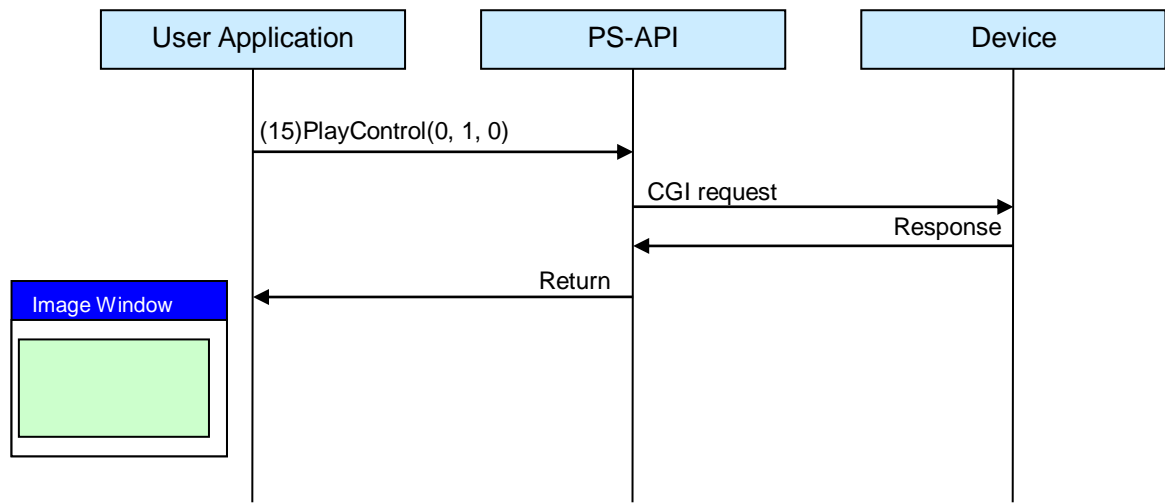 User Application
PS-API
Device
(15)PlayControl(0, 1, 0)
CGI request
Response
Return
Image Window